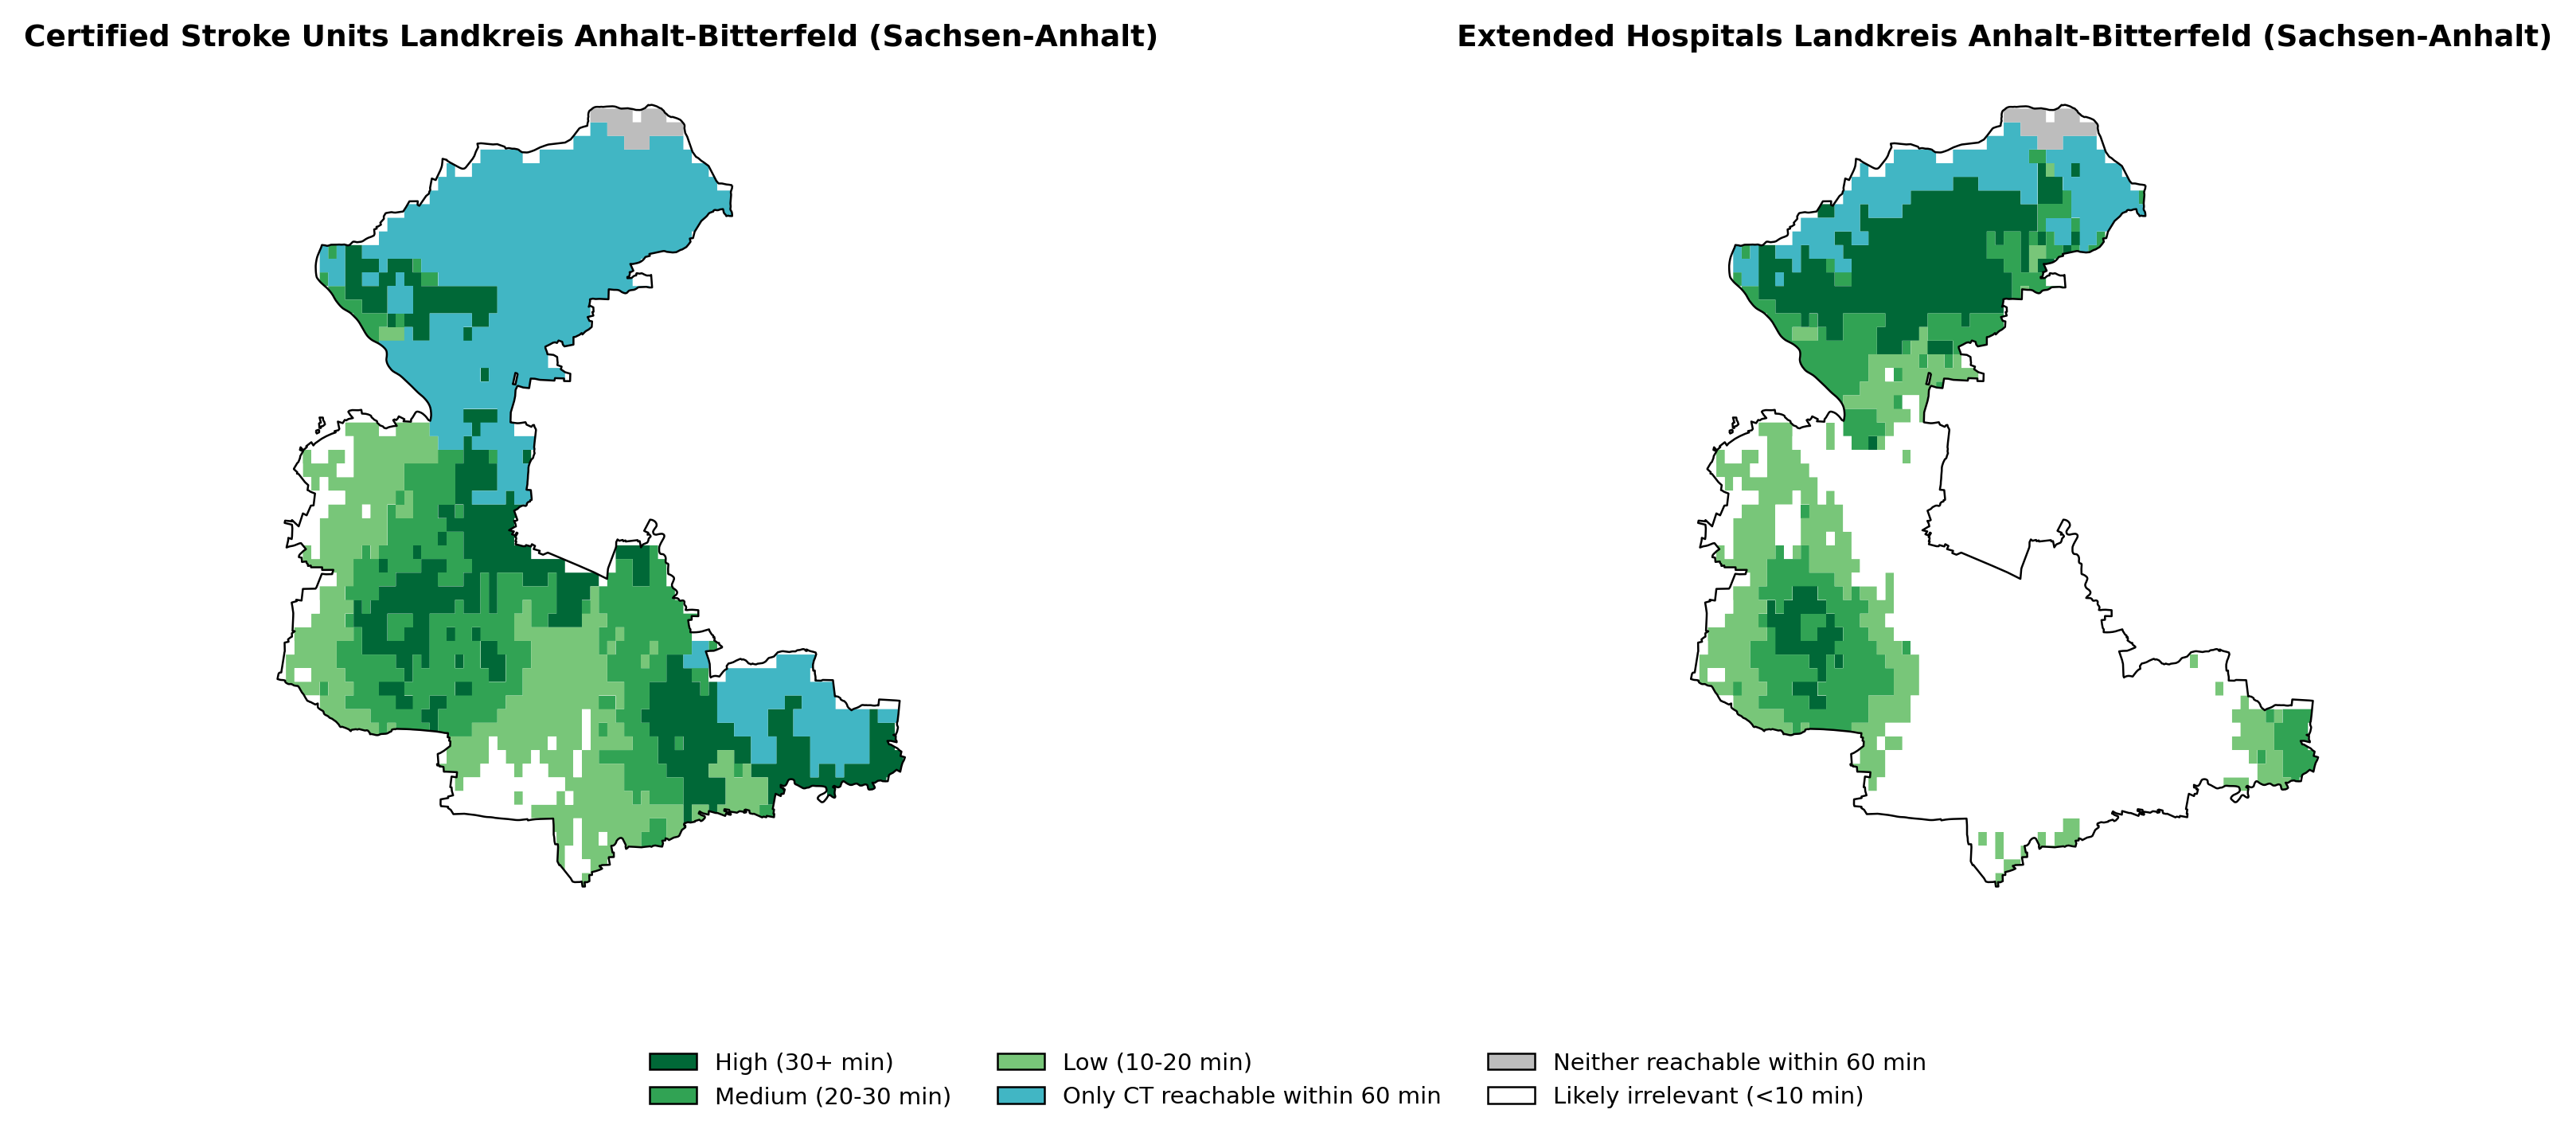 Certified Stroke Units Landkreis Anhalt-Bitterfeld (Sachsen-Anhalt)
Extended Hospitals Landkreis Anhalt-Bitterfeld (Sachsen-Anhalt)
High (30+ min)
Medium (20-30 min)
Low (10-20 min)
Only CT reachable within 60 min
Neither reachable within 60 min
Likely irrelevant (<10 min)